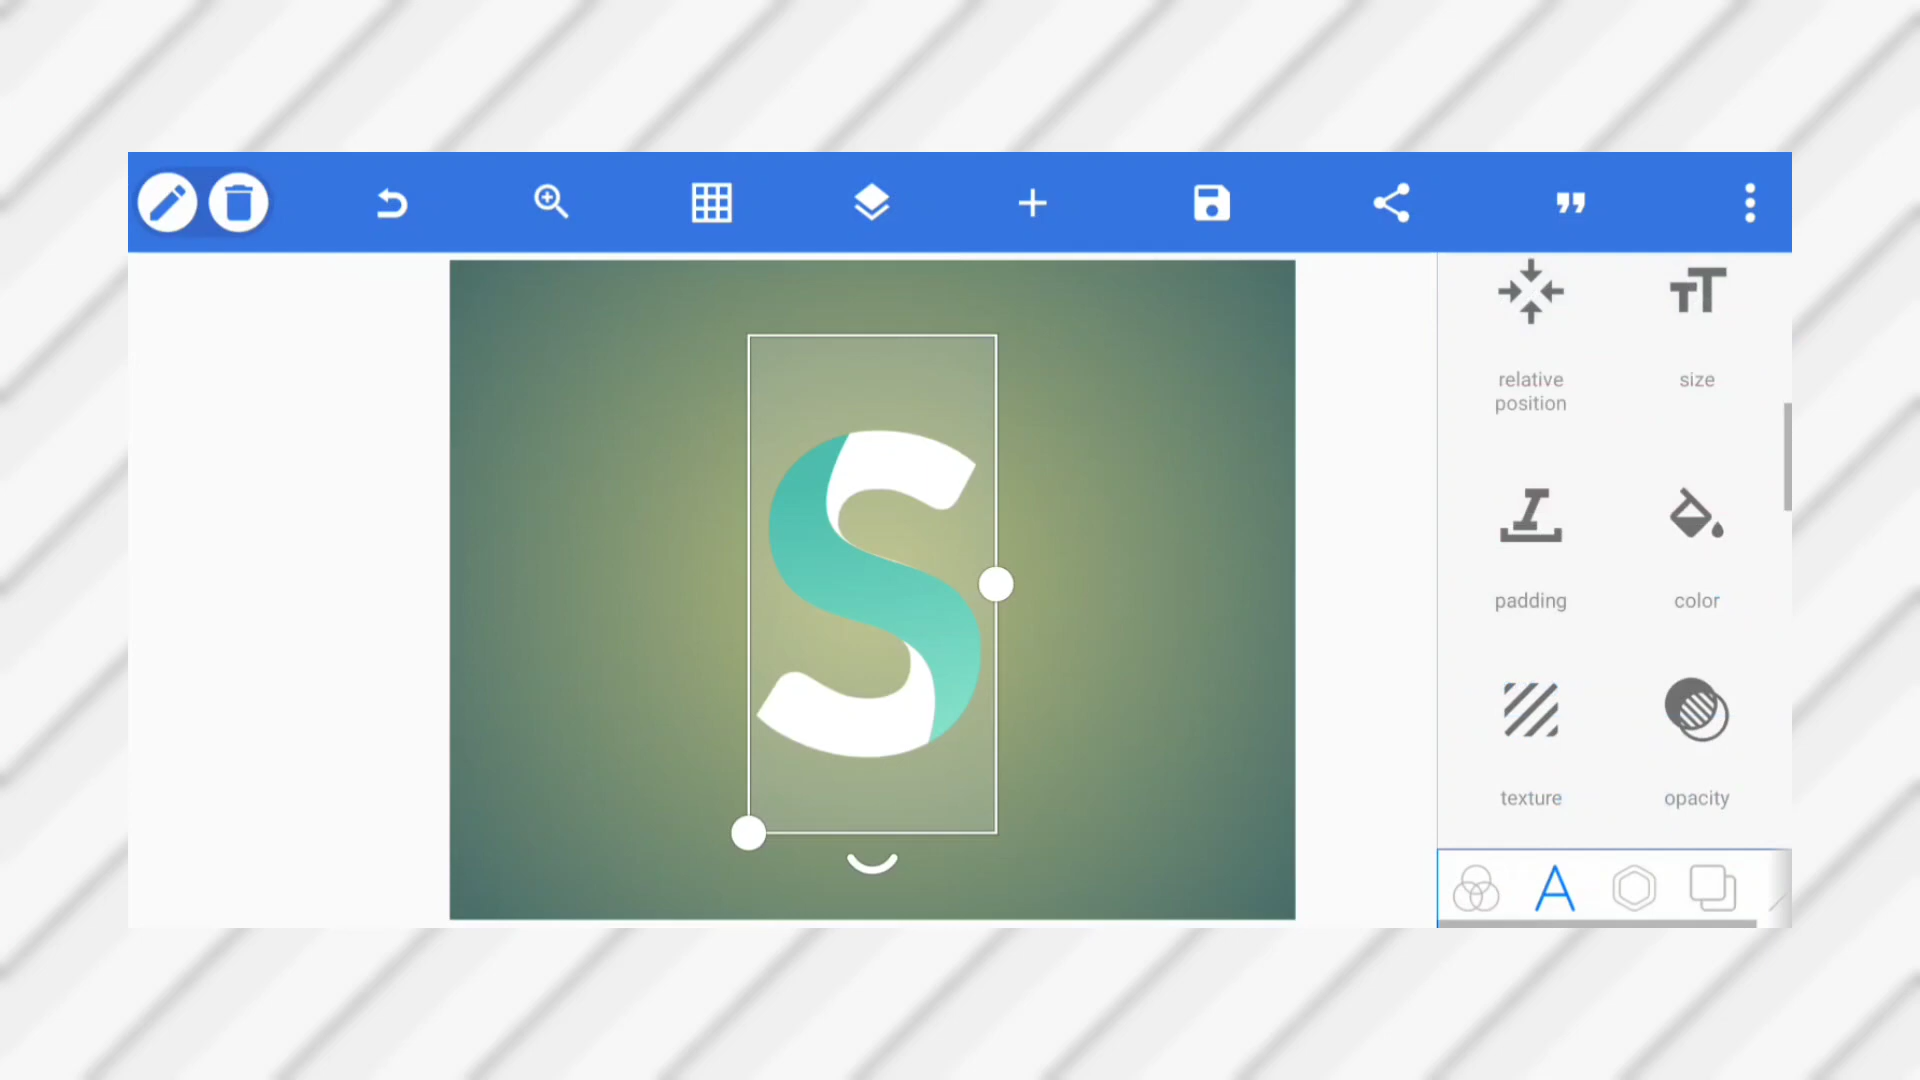 S
relative
position
size
padding
color
texture
opacity